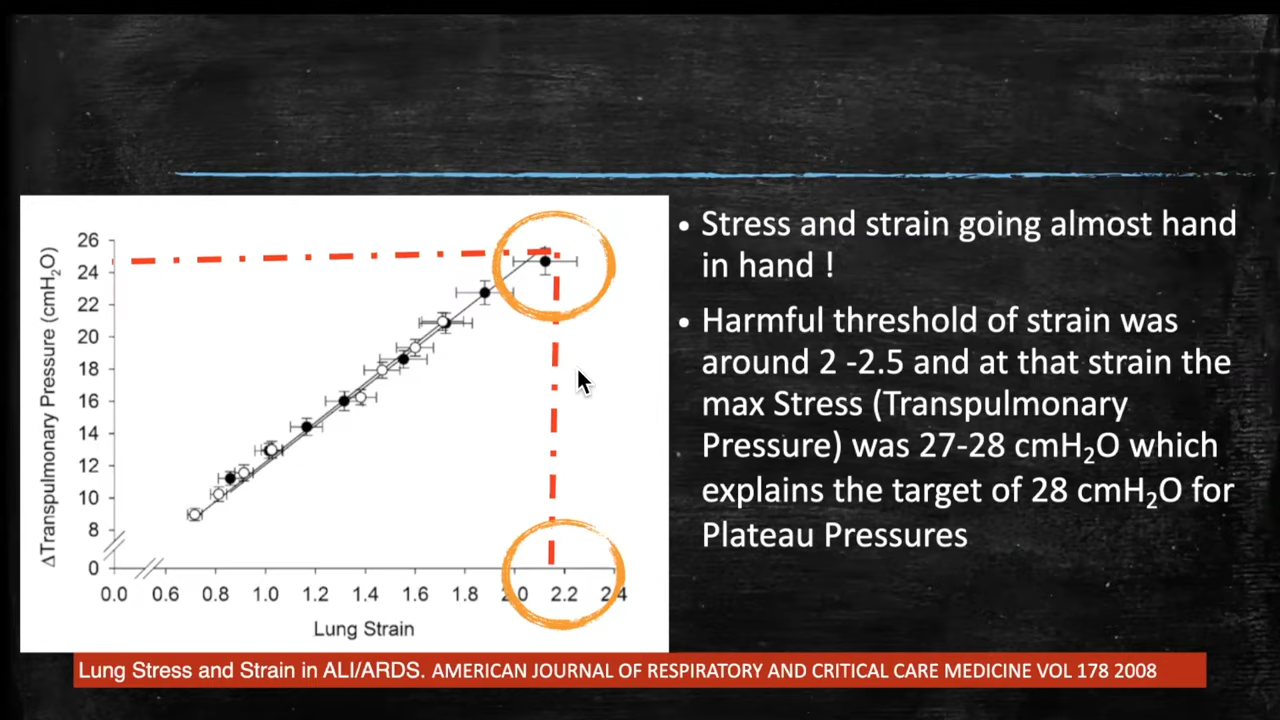 Stress and strain going almost hand
in hand !
Harmful threshold of strain was
around 2 -2.5 and at that strain the
max Stress (Transpulmonary
Pressure) was 27-28 cmH₂O which
explains the target of 28 cmH₂O for
Plateau Pressures
ΔTranspulmonary Pressure (cmH₂O)
26
24
22
20
18
16
14
12
10
8
0
0.0 0.6 0.8 1.0 1.2 1.4 1.6 1.8 2.0 2.2 2.4
Lung Strain
Lung Stress and Strain in ALI/ARDS. AMERICAN JOURNAL OF RESPIRATORY AND CRITICAL CARE MEDICINE VOL 178 2008